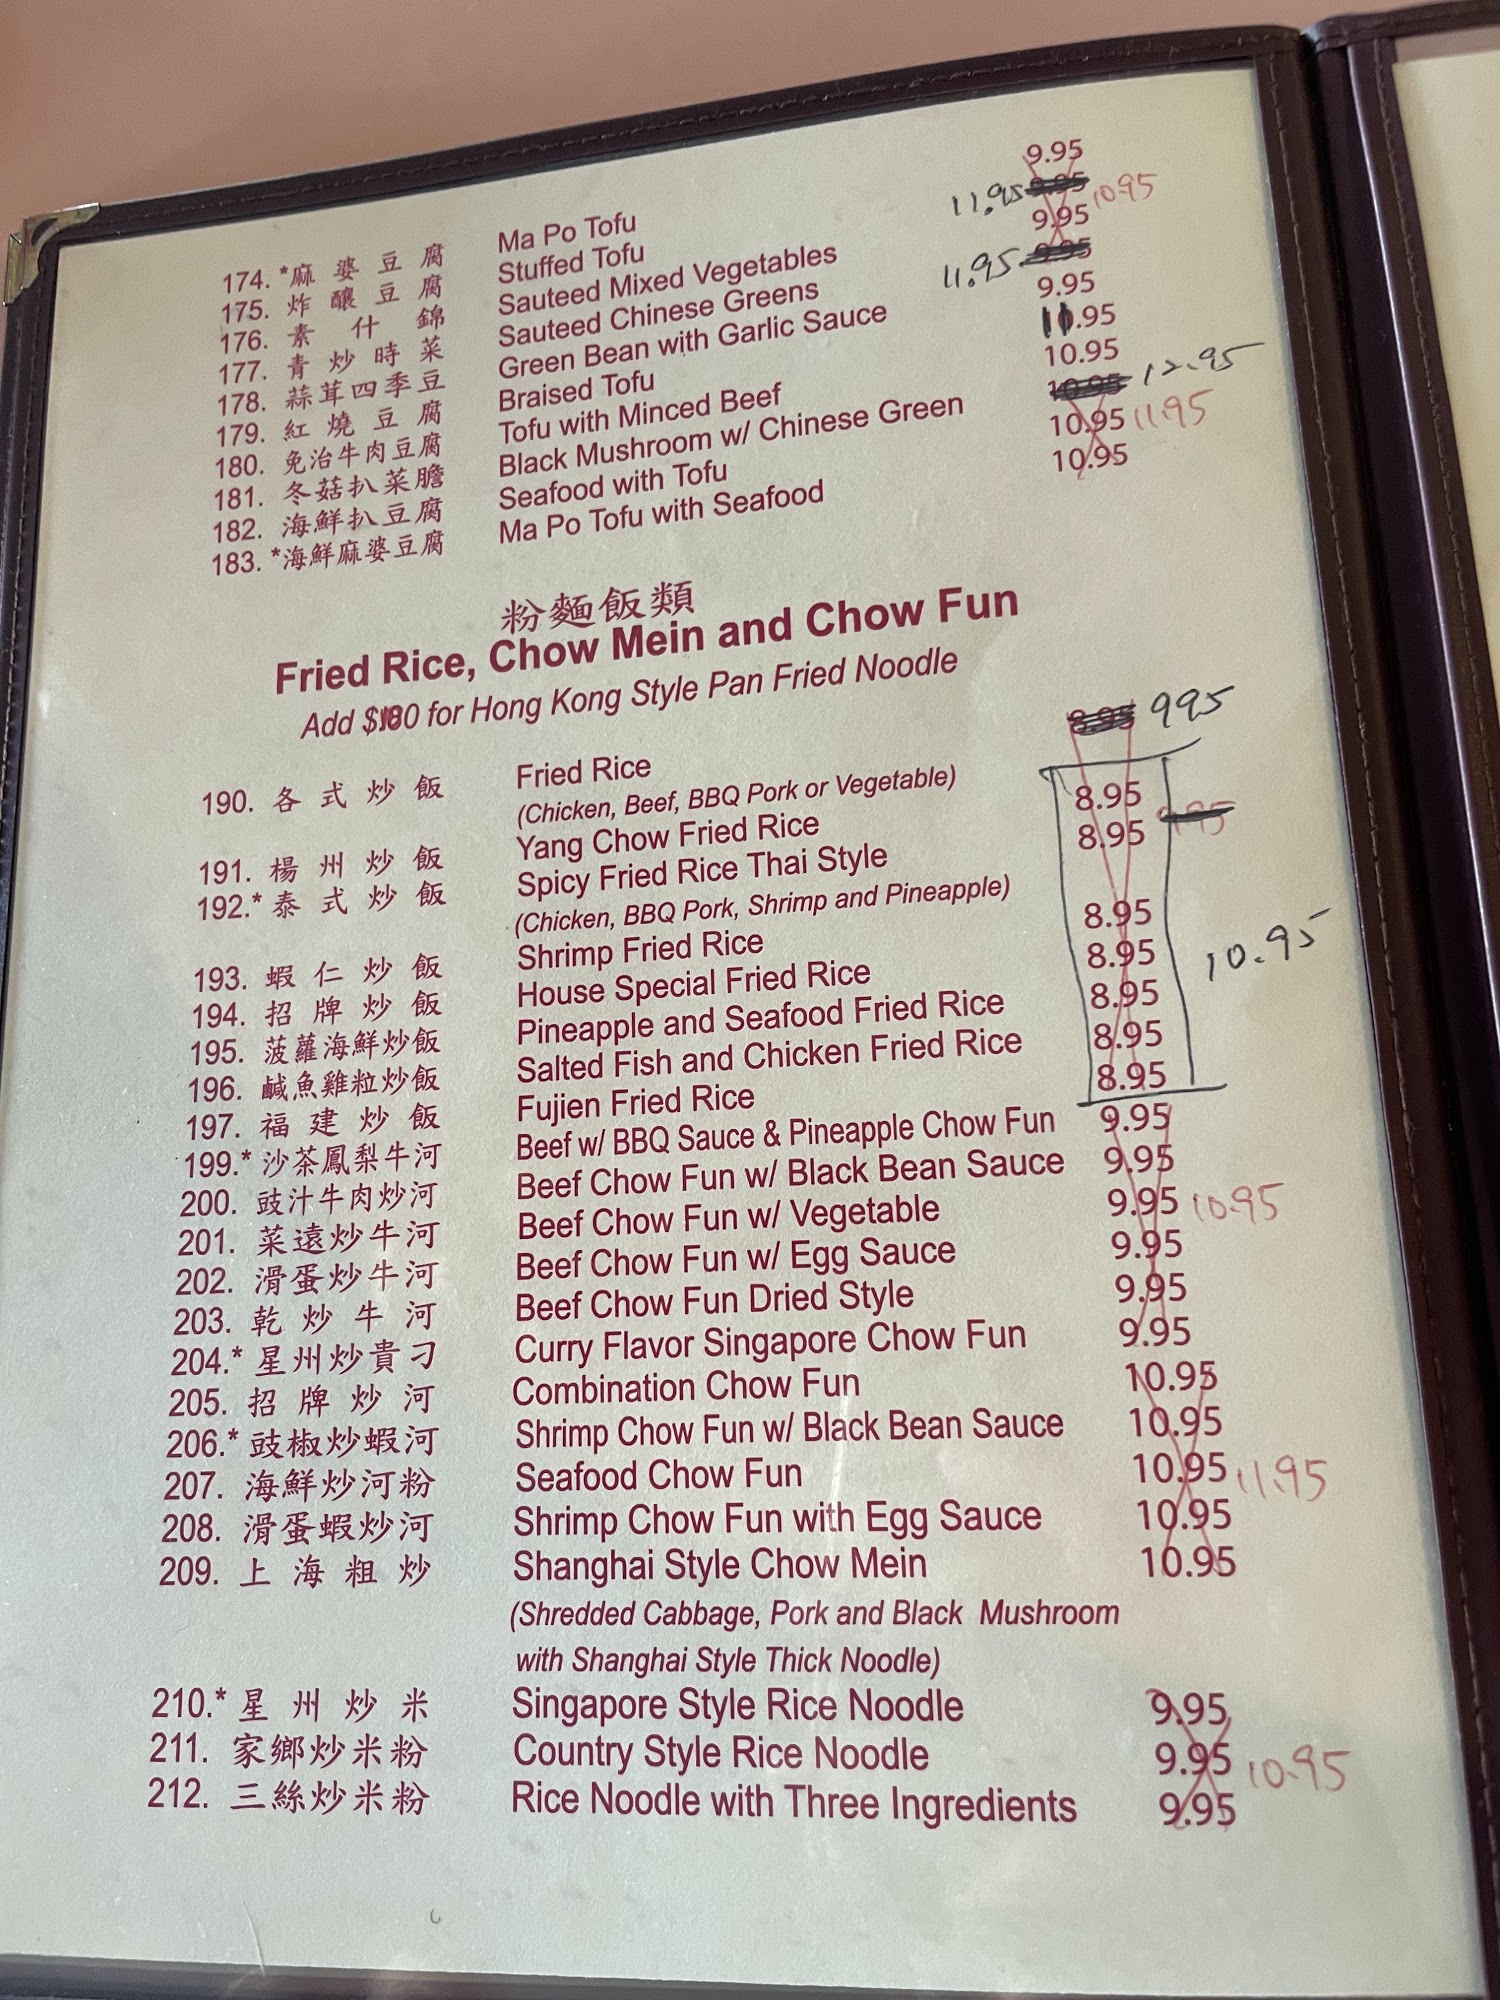 174. *麻婆豆腐 Ma Po Tofu 9.95
175. 炸釀豆腐 Stuffed Tofu 11.95 9.95 10.95
176. 素什錦 Sauteed Mixed Vegetables 9.95
177. 青炒時菜 Sauteed Chinese Greens 11.95 9.95
178. 蒜茸四季豆 Green Bean with Garlic Sauce 9.95
179. 紅燒豆腐 Braised Tofu .95
180. 免治牛肉豆腐 Tofu with Minced Beef 10.95
181. 冬菇扒菜膽 Black Mushroom w/ Chinese Green 10.95 12.95
182. 海鮮扒豆腐 Seafood with Tofu 10.95 11.95
183. *海鮮麻婆豆腐 Ma Po Tofu with Seafood 10.95
粉麵飯類
Fried Rice, Chow Mein and Chow Fun
Add for Hong Kong Style Pan Fried Noodle
190. 各式炒飯 Fried Rice 8.95 995
(Chicken, Beef, BBQ Pork or Vegetable)
191. 楊州炒飯 Yang Chow Fried Rice 8.95
192.* 泰式炒飯 Spicy Fried Rice Thai Style 8.95 9.95
(Chicken, BBQ Pork, Shrimp and Pineapple)
193. 蝦仁炒飯 Shrimp Fried Rice 8.95
194. 招牌炒飯 House Special Fried Rice 8.95 10.95
195. 菠蘿海鮮炒飯 Pineapple and Seafood Fried Rice 8.95
196. 鹹魚雞粒炒飯 Salted Fish and Chicken Fried Rice 8.95
197. 福建炒飯 Fujien Fried Rice 8.95
199.* 沙茶鳳梨牛河 Beef w/ BBQ Sauce & Pineapple Chow Fun 9.95
200. 豉汁牛肉炒河 Beef Chow Fun w/ Black Bean Sauce 9.95
201. 菜遠炒牛河 Beef Chow Fun w/ Vegetable 9.95 10.95
202. 滑蛋炒牛河 Beef Chow Fun w/ Egg Sauce 9.95
203. 乾炒牛河 Beef Chow Fun Dried Style 9.95
204.* 星州炒貴刁 Curry Flavor Singapore Chow Fun 9.95
205. 招牌炒河 Combination Chow Fun 10.95
206.* 豉椒炒蝦河 Shrimp Chow Fun w/ Black Bean Sauce 10.95
207. 海鮮炒河粉 Seafood Chow Fun 10.95 11.95
208. 滑蛋蝦炒河 Shrimp Chow Fun with Egg Sauce 10.95
209. 上海粗炒 Shanghai Style Chow Mein 10.95
(Shredded Cabbage, Pork and Black Mushroom
with Shanghai Style Thick Noodle)
210.* 星州炒米 Singapore Style Rice Noodle 9.95
211. 家鄉炒米粉 Country Style Rice Noodle 9.95 10.95
212. 三絲炒米粉 Rice Noodle with Three Ingredients 9.95